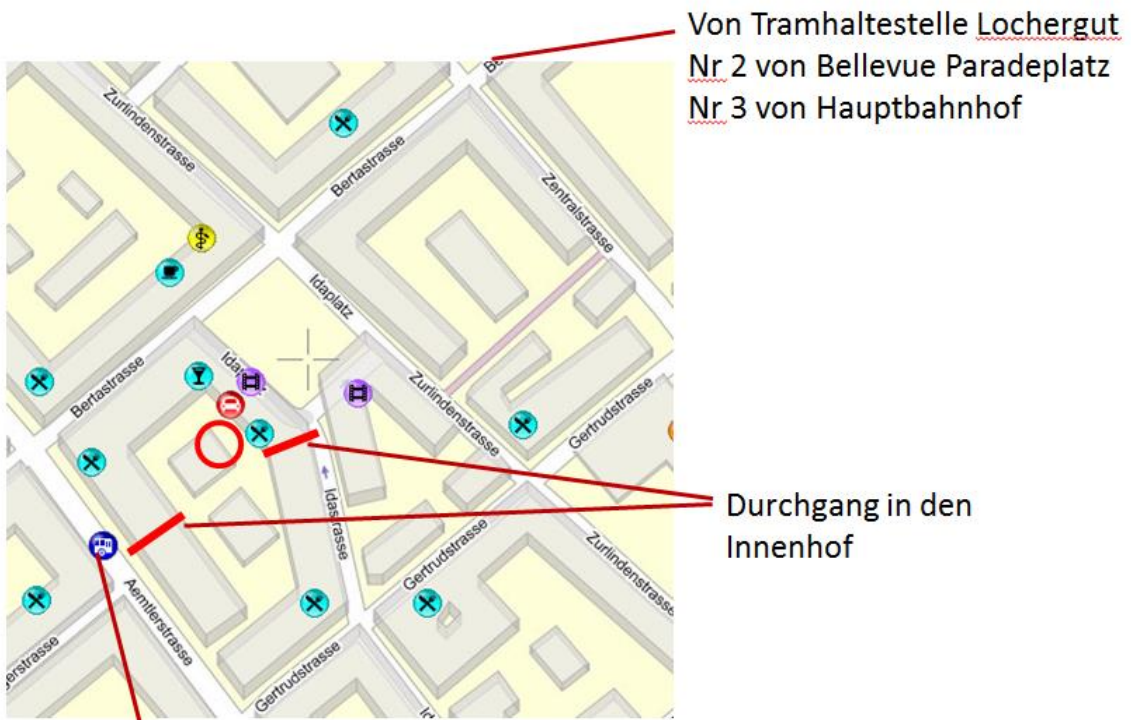 Von Tramhaltestelle Lochergut
Nr 2 von Bellevue Paradeplatz
Nr 3 von Hauptbahnhof
Zurlindenstrasse
Bertastrasse
Zentralstrasse
Idaplatz
Bertastrasse
Zurlindenstrasse
Gertrudstrasse
Idastrasse
Durchgang in den
Innenhof
Gertrudstrasse
Zurlindenstrasse
Aemtlerstrasse
Gertrudstrasse